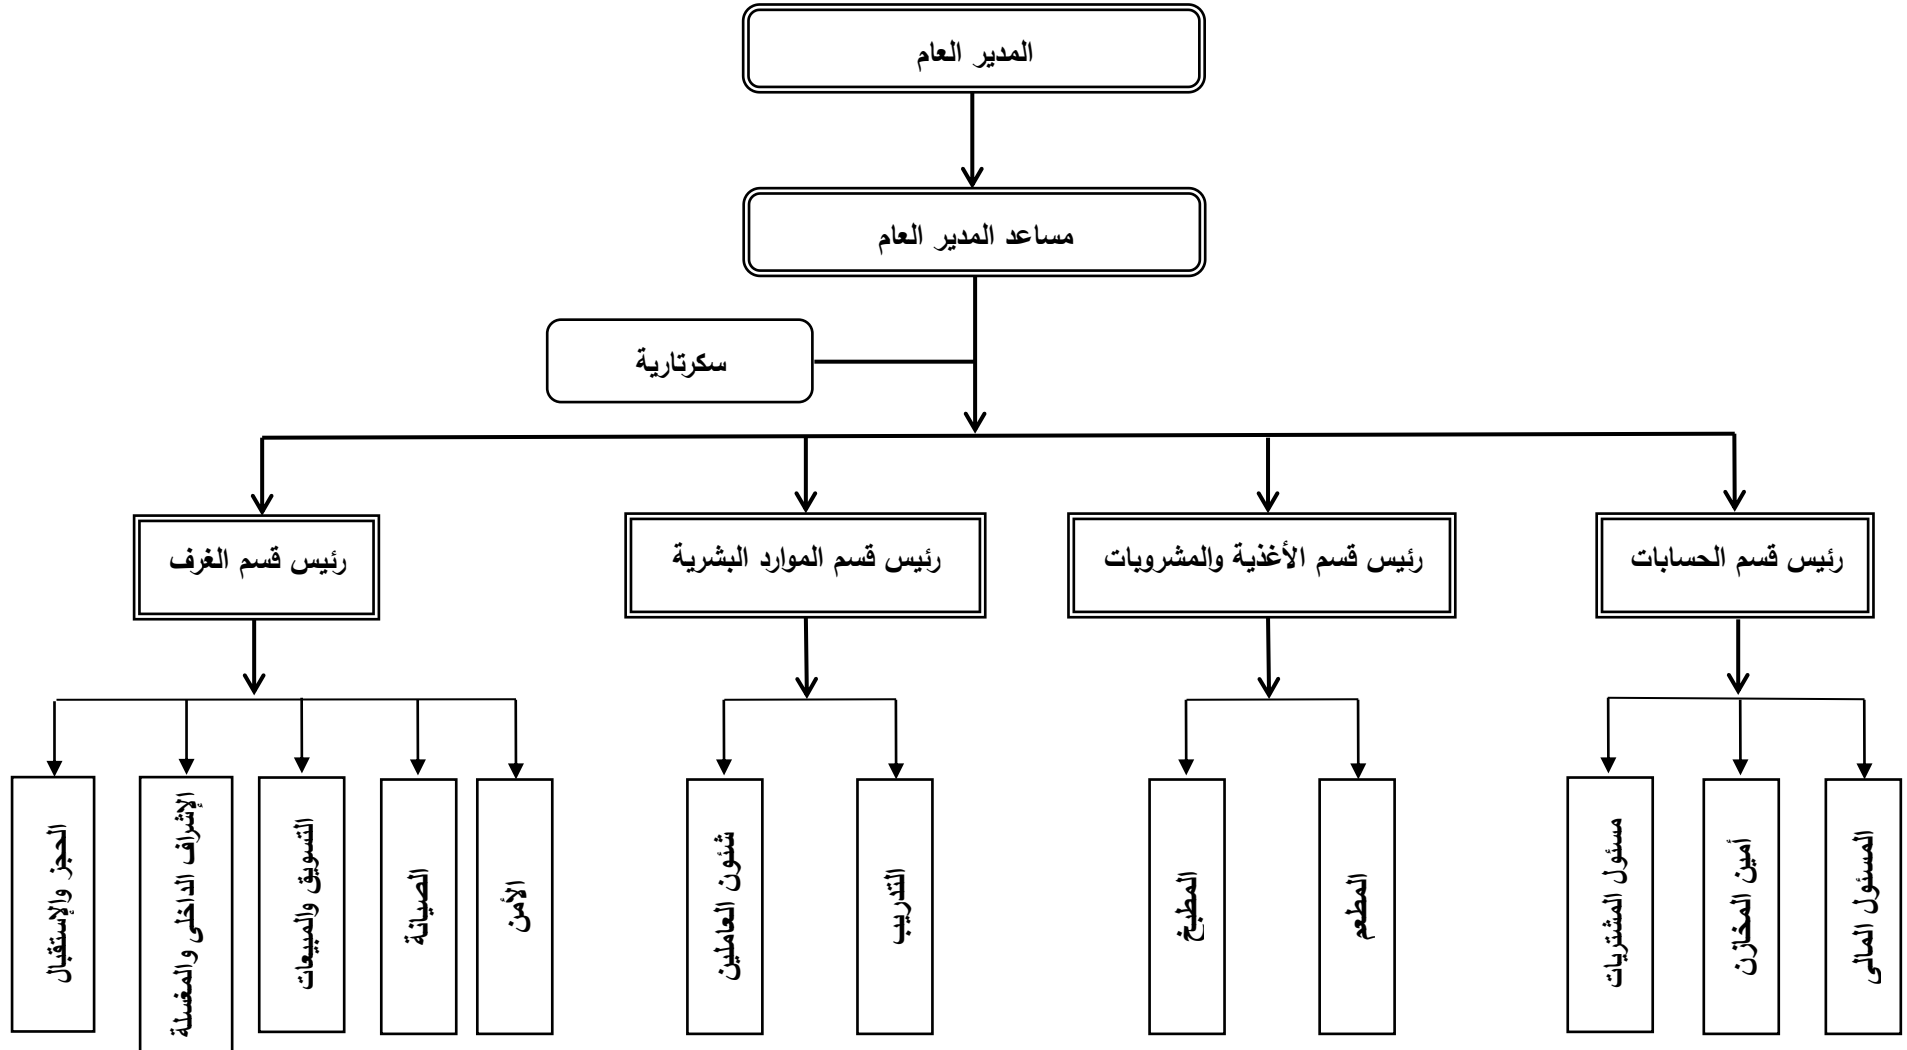 المدير العام
مساعد المدير العام
سكرتارية
رئيس قسم الحسابات
رئيس قسم الأغذية والمشروبات
رئيس قسم الموارد البشرية
رئيس قسم الغرف
المسئول المالى
أمين المخازن
مسئول المشتريات
المطعم
المطبخ
التدريب
شئون العاملين
الأمن
الصيانة
التسويق والمبيعات
الإشراف الداخلى والمغسلة
الحجز والإستقبال